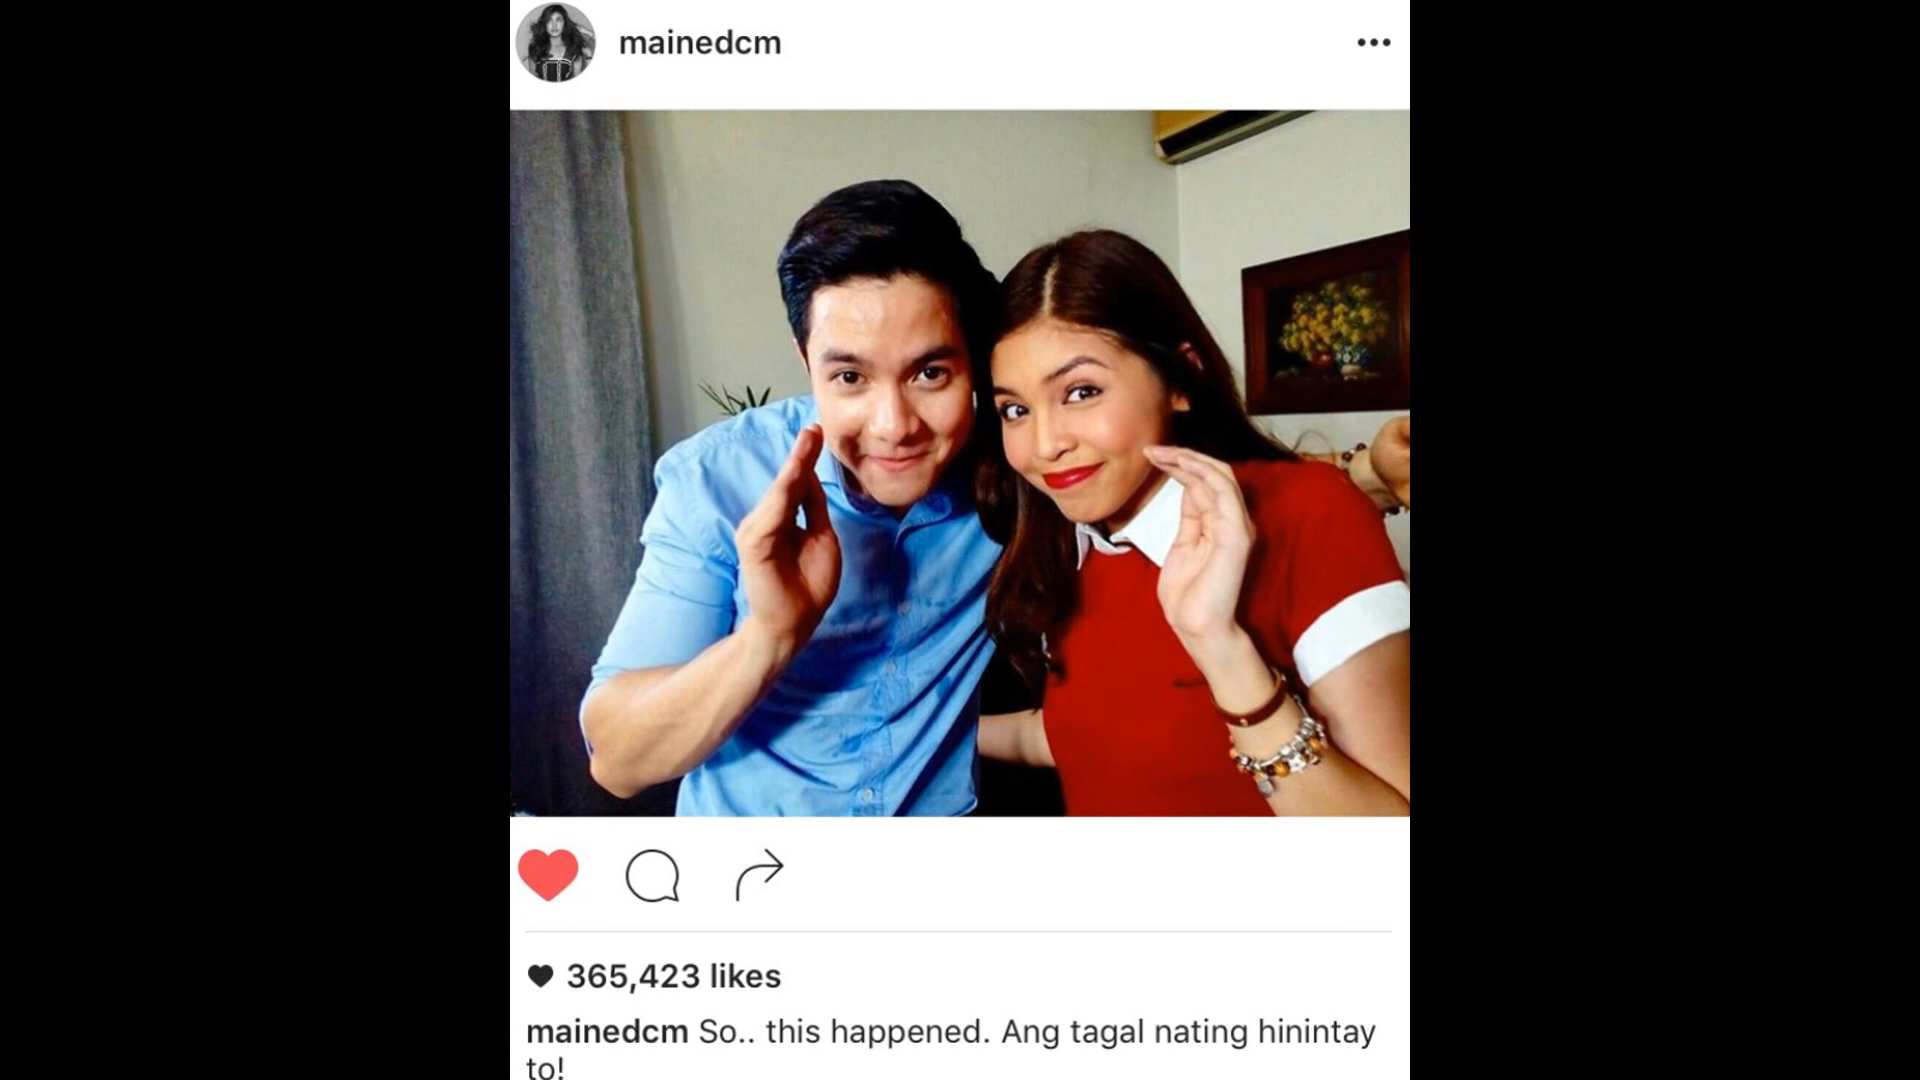 mainedcm
365,423 likes
mainedcm So.. this happened. Ang tagal nating hinintay
to!